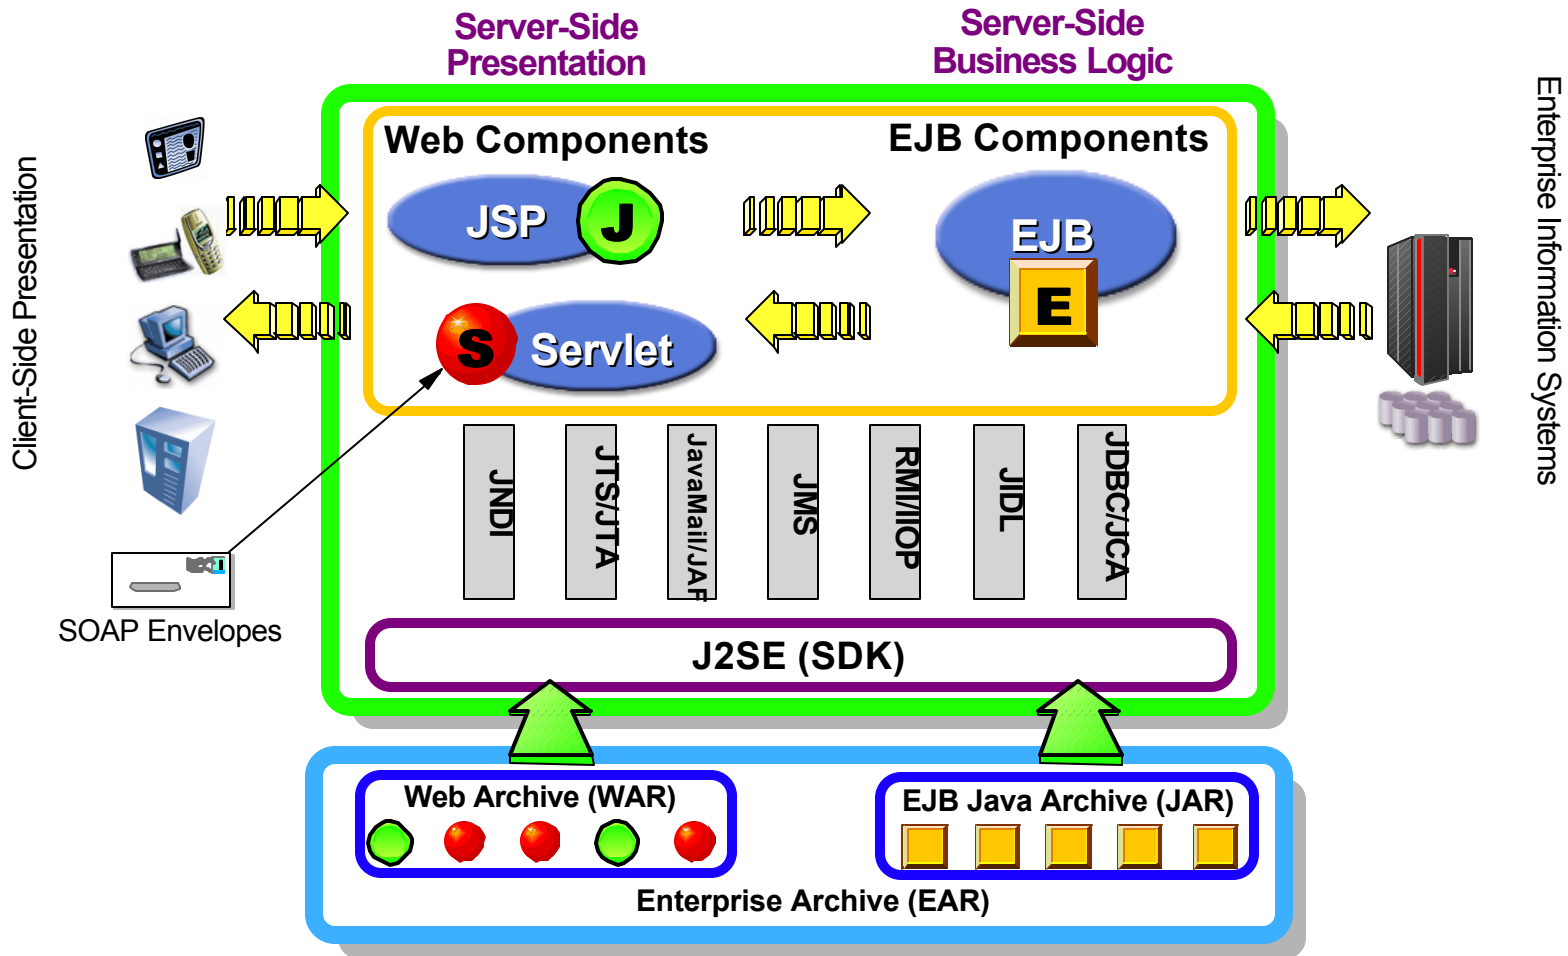 Server-Side
Presentation
Server-Side
Business Logic
Client-Side Presentation
Enterprise Information Systems
Web Components
EJB Components
JSP
J
EJB
E
S
Servlet
JNDI
JTS/JTA
JavaMail/JAF
JMS
RMI/IIOP
JIDL
JDBC/JCA
SOAP Envelopes
J2SE (SDK)
Web Archive (WAR)
EJB Java Archive (JAR)
Enterprise Archive (EAR)